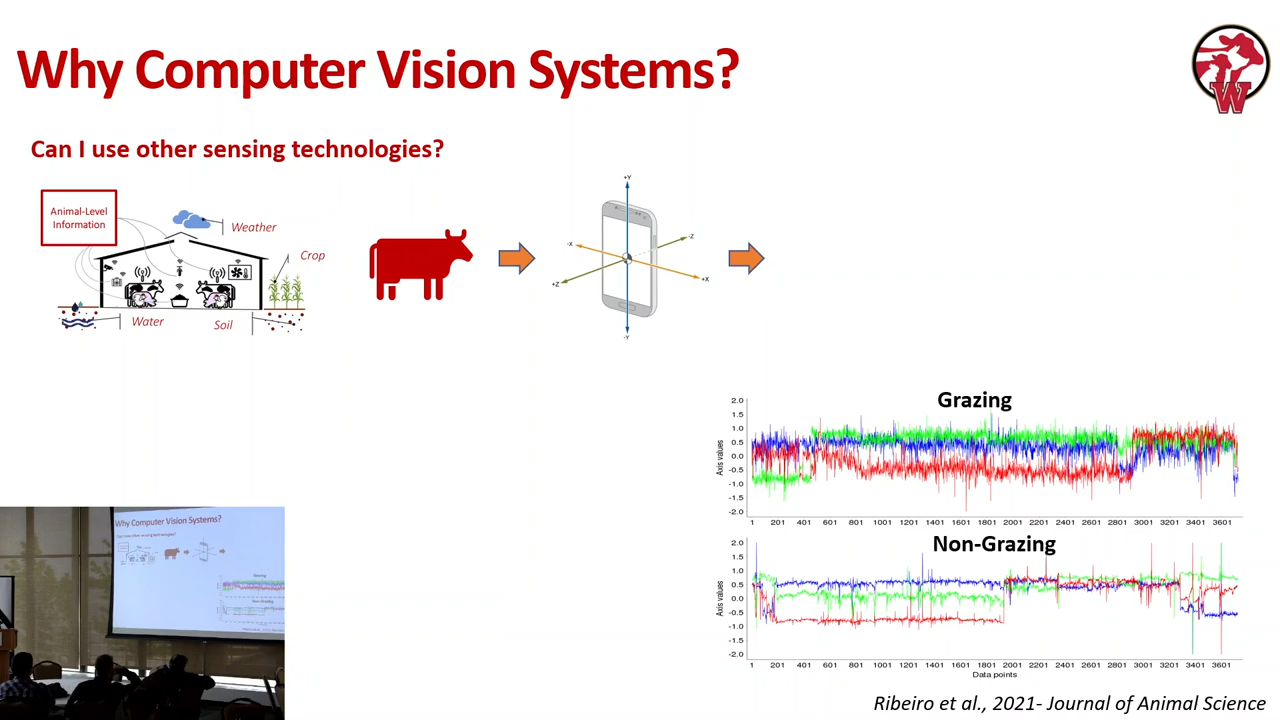 Why Computer Vision Systems?
W
Can I use other sensing technologies?
Animal-Level
Information
Weather
Crop
Water
Soil
+Y
-Z
-X
+X
+Z
-Y
Grazing
Axis values
2.0
1.5
1.0
0.5
0.0
-0.5
-1.0
-1.5
-2.0
1 201 401 601 801 1001 1201 1401 1601 1801 2001 2201 2401 2601 2801 3001 3201 3401 3601
Non-Grazing
Axis values
2.0
1.5
1.0
0.5
0.0
-0.5
-1.0
-1.5
-2.0
1 201 401 601 801 1001 1201 1401 1601 1801 2001 2201 2401 2601 2801 3001 3201 3401 3601
Data points
Ribeiro et al., 2021- Journal of Animal Science
Why Computer Vision Systems?
Can I use other sensing technologies?